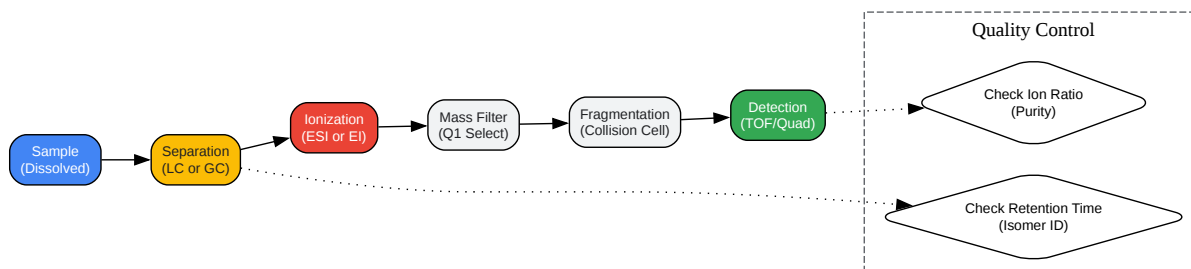 Quality Control
Sample
(Dissolved)
Separation
(LC or GC)
Ionization
(ESI or EI)
Mass Filter
(Q1 Select)
Fragmentation
(Collision Cell)
Detection
(TOF/Quad)
Check Ion Ratio
(Purity)
Check Retention Time
(Isomer ID)